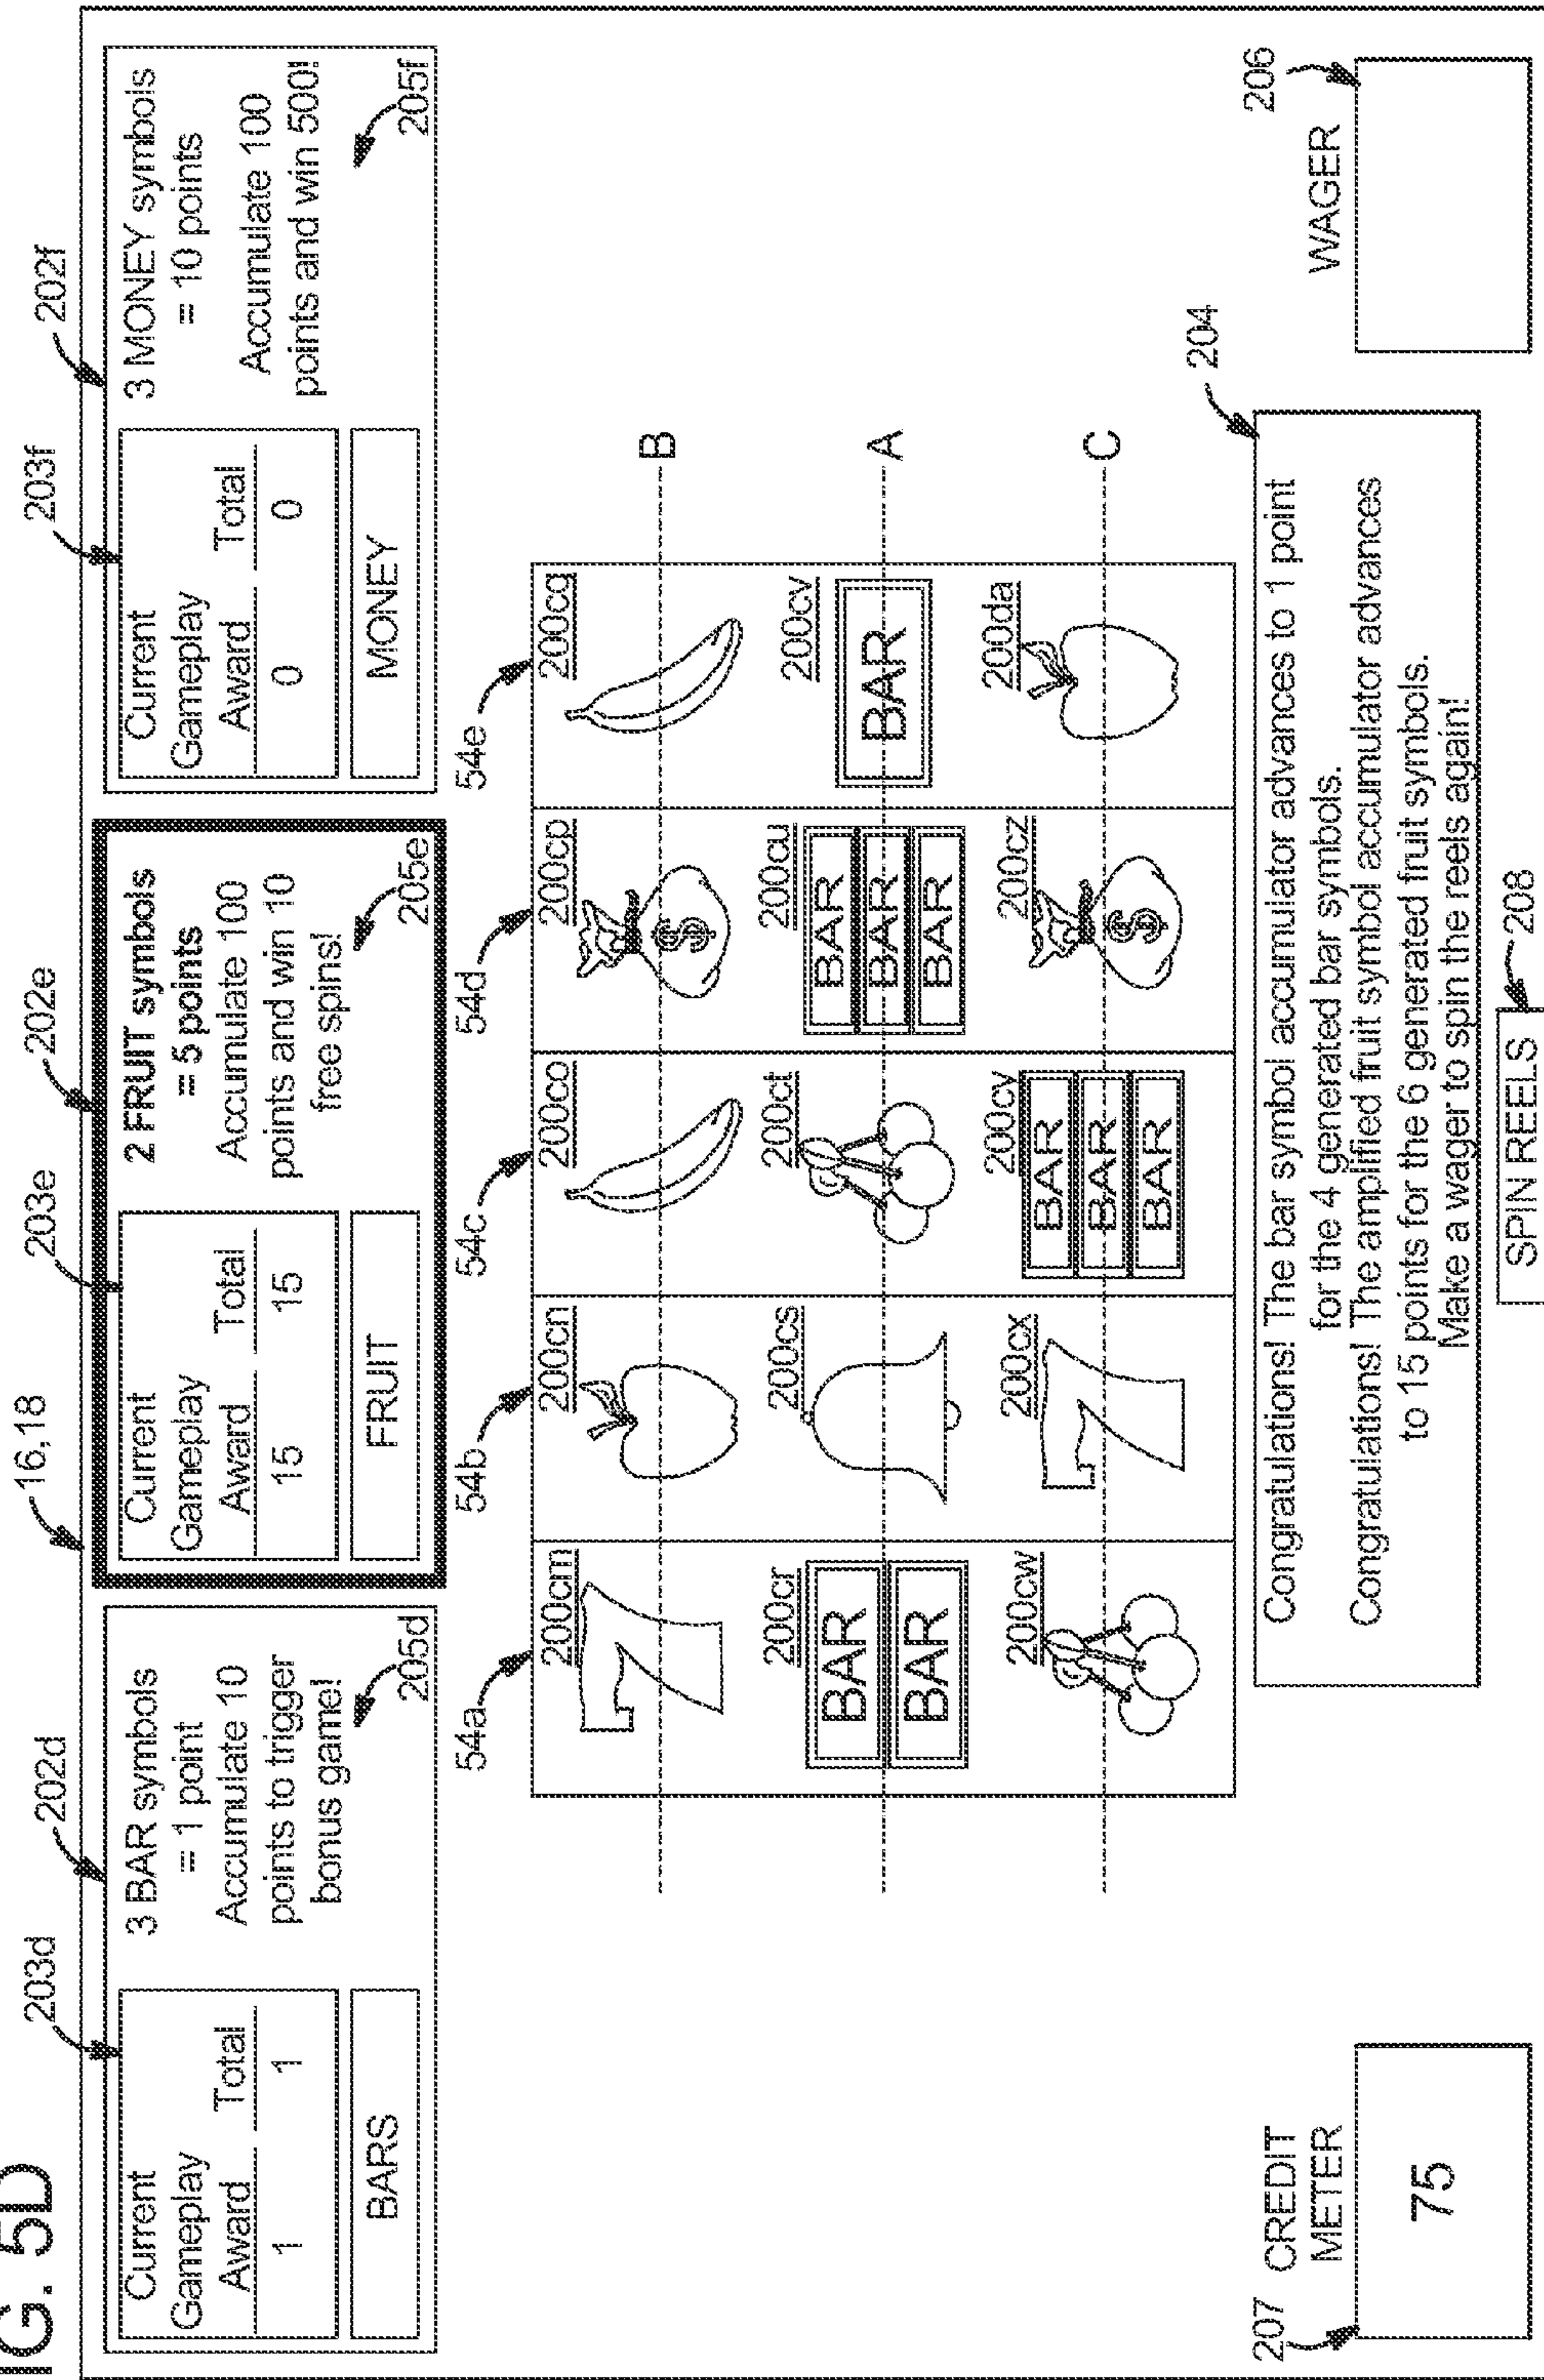 IG. 5D
16,18
203d
202d
203e
202e
203f
202f
Current
Gameplay
Award Total
1 1
BARS
3 BAR symbols
= 1 point
Accumulate 10
points to trigger
bonus game!
205d
Current
Gameplay
Award Total
15 15
FRUIT
2 FRUIT symbols
= 5 points
Accumulate 100
points and win 10
free spins!
205e
Current
Gameplay
Award Total
0 0
MONEY
3 MONEY symbols
= 10 points
Accumulate 100
points and win 500!
205f
54a 54b 54c 54d 54e
200cm 200cn 200co 200cp 200cq
$
B
200cr 200cs 200ct 200cu 200cv
BAR
BAR
BAR
BAR
BAR
BAR
A
200cw 200cx 200cy 200cz 200da
7
7
BAR
BAR
BAR
$
C
204
Congratulations! The bar symbol accumulator advances to 1 point
for the 4 generated bar symbols.
Congratulations! The amplified fruit symbol accumulator advances
to 15 points for the 6 generated fruit symbols.
Make a wager to spin the reels again!
207
CREDIT
METER
75
SPIN REELS
208
WAGER
206